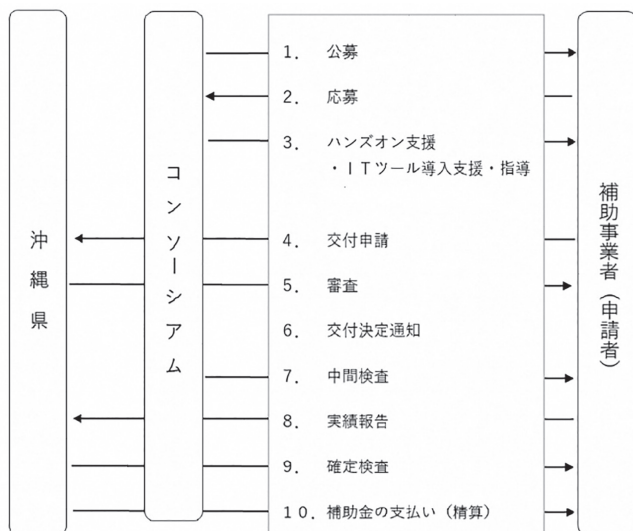 沖縄県
コンソーシアム
1． 公募
2． 応募
3． ハンズオン支援
・ＩＴツール導入支援・指導
4． 交付申請
5． 審査
6． 交付決定通知
7． 中間検査
8． 実績報告
9． 確定検査
１０．補助金の支払い（精算）
補助事業者（申請者）